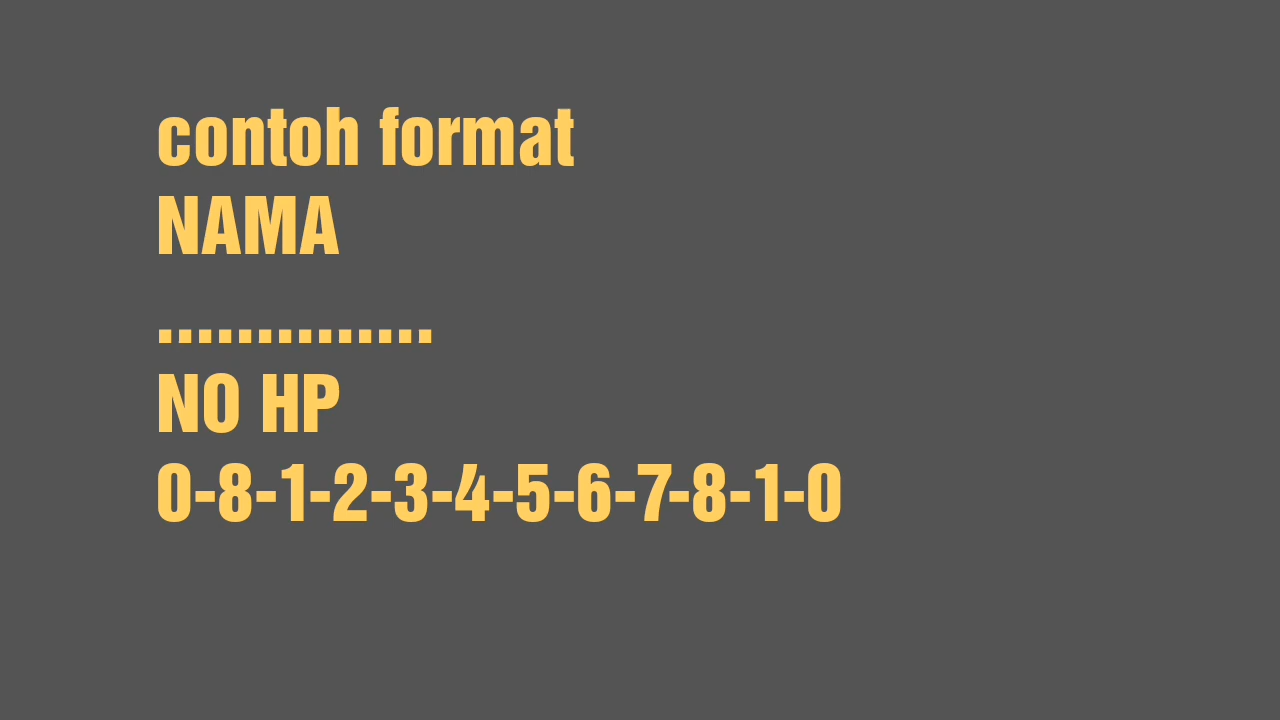 contoh format
NAMA
..............
NO HP
0-8-1-2-3-4-5-6-7-8-1-0